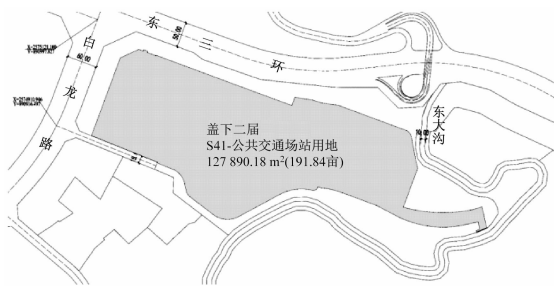 东三环
白龙路
盖下二届
S41-公共交通场站用地
127 890.18 m²(191.84亩)
东大沟